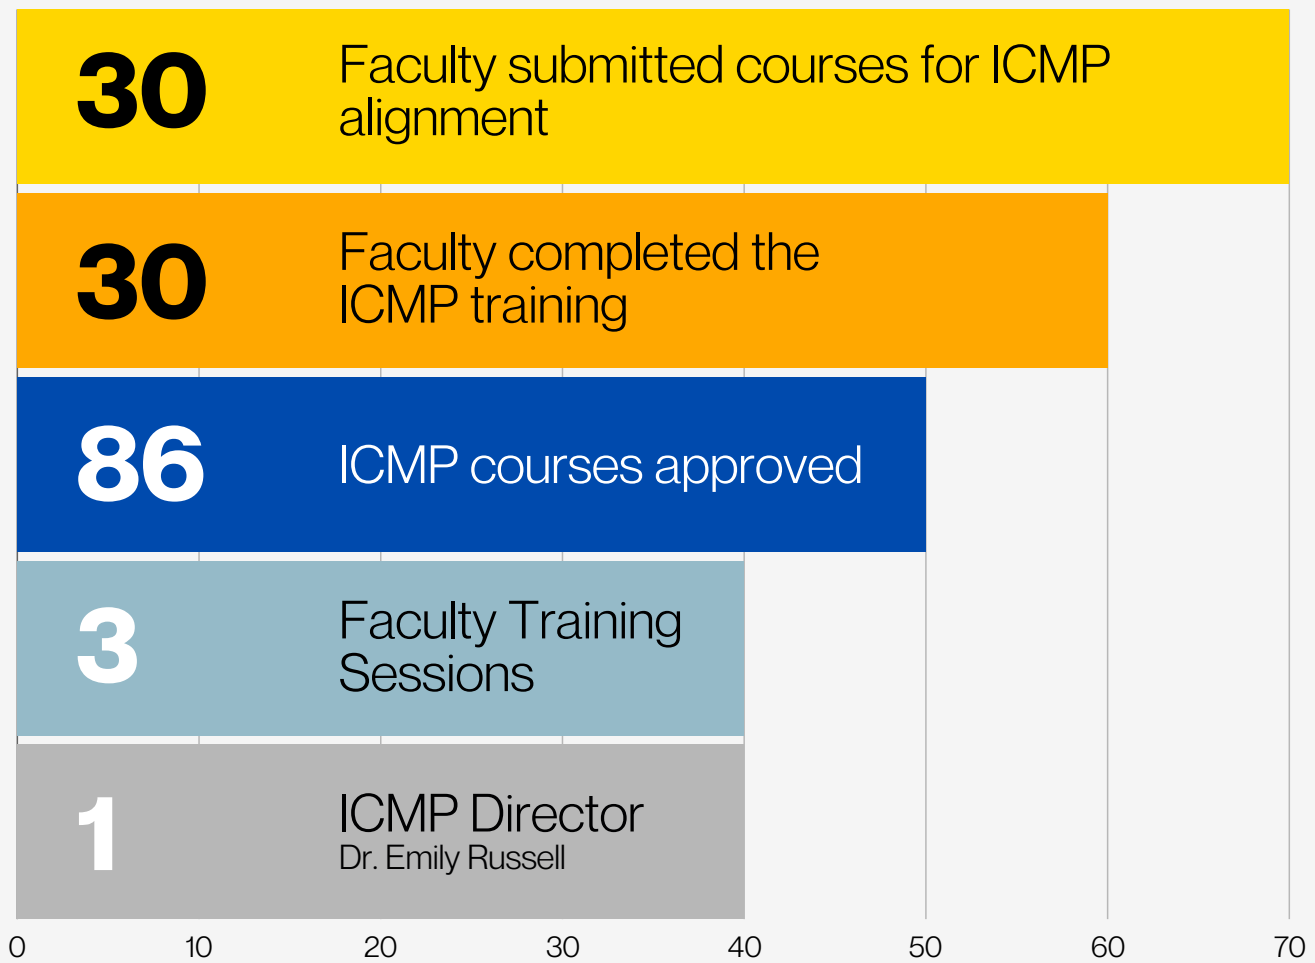 30
Faculty submitted courses for ICMP
alignment
30
Faculty completed the
ICMP training
86
ICMP courses approved
3
Faculty Training
Sessions
1
ICMP Director
Dr. Emily Russell
0 10 20 30 40 50 60 70